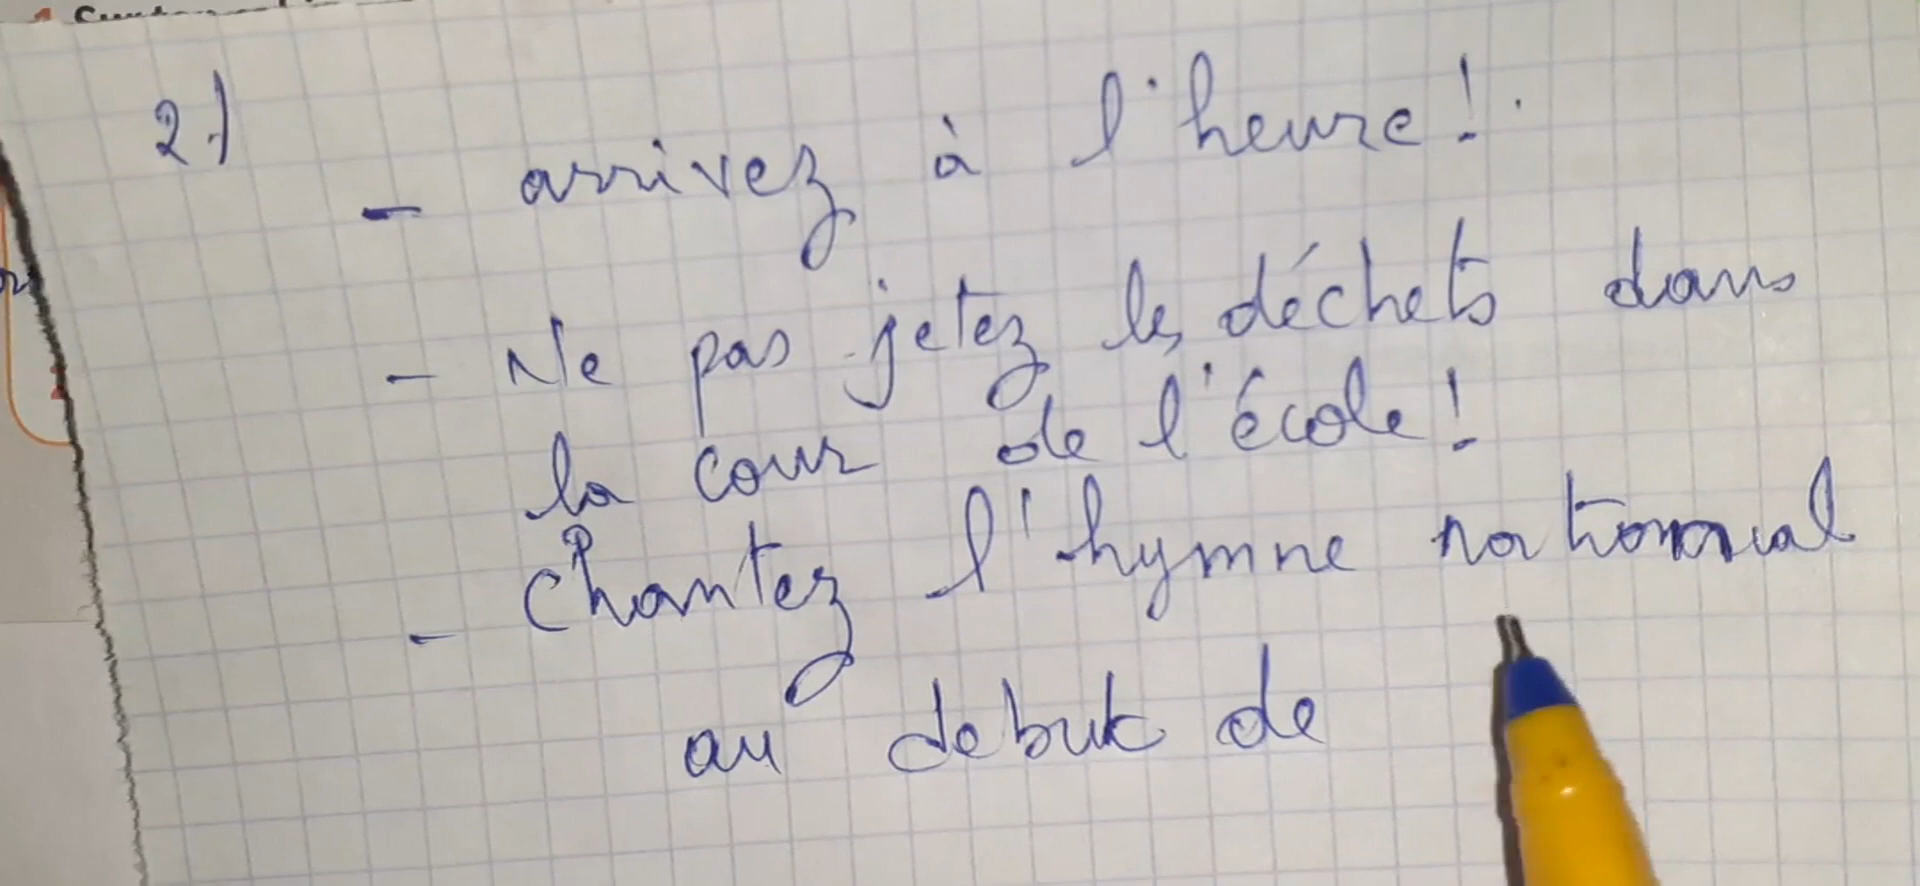 2.)
- arrivez à l'heure !
- Ne pas jetez les déchets dans
la cour de l'école !
- Chantez l'hymne national
au debut de